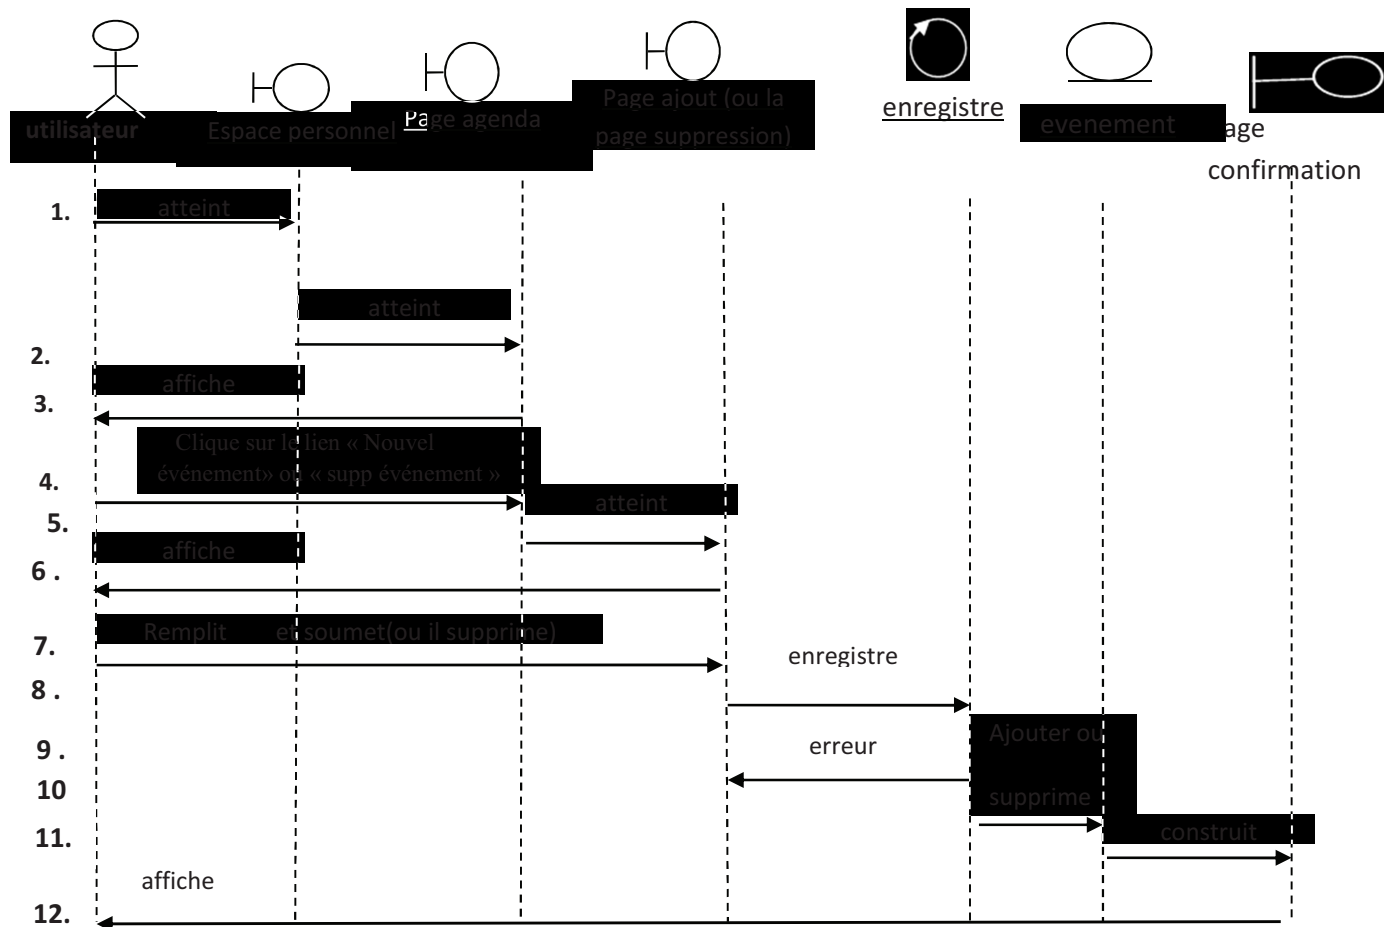 utilisateur
Espace personnel
Page agenda
Page ajout (ou la
page suppression)
enregistre
evenement
age
confirmation
1.
atteint
atteint
2.
affiche
3.
Clique sur le lien « Nouvel
événement» ou « supp événement »
4.
atteint
5.
affiche
6 .
Remplit et soumet(ou il supprime)
7.
enregistre
8 .
Ajouter ou
9 .
erreur
10
supprime
11.
construit
affiche
12.